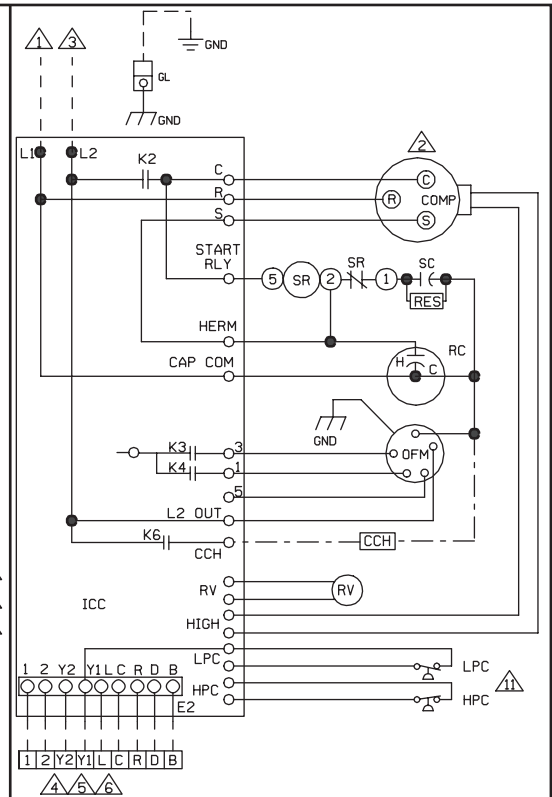 1 3
GND
GL
GND
L1 L2
K2
C
R
S
2
C
R COMP
S
START
RLY
5 SR 2 SR 1 SC
RES
HERM
RC
H C
CAP COM
GND
K3 3
OFM
K4 1
5
L2 OUT
K6
CCH
CCH
RV
RV
ICC
HIGH
LPC
LPC
HPC
HPC
11
1 2 Y2 Y1 L C R D B
E2
1 2 Y2 Y1 L C R D B
4 5 6